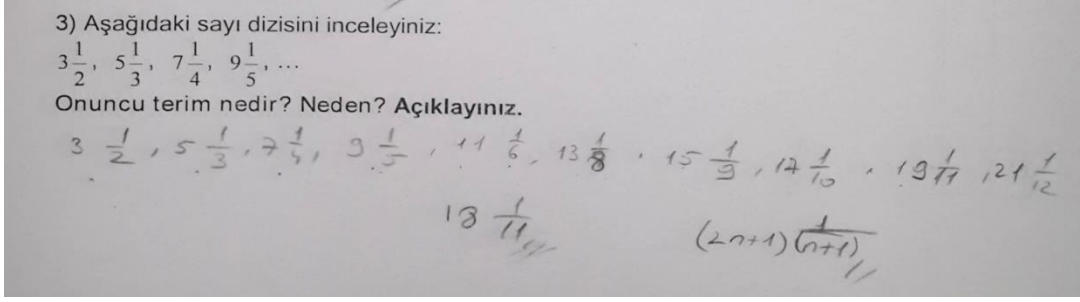 3) Aşağıdaki sayı dizisini inceleyiniz:
3 1/2, 5 1/3, 7 1/4, 9 1/5, ...
Onuncu terim nedir? Neden? Açıklayınız.
3 1/2, 5 1/3, 7 1/4, 9 1/5, 11 1/6, 13 1/8, 15 1/9, 17 1/10, 19 1/11, 21 1/12
18 1/11 (2n+1) 1/(n+1)